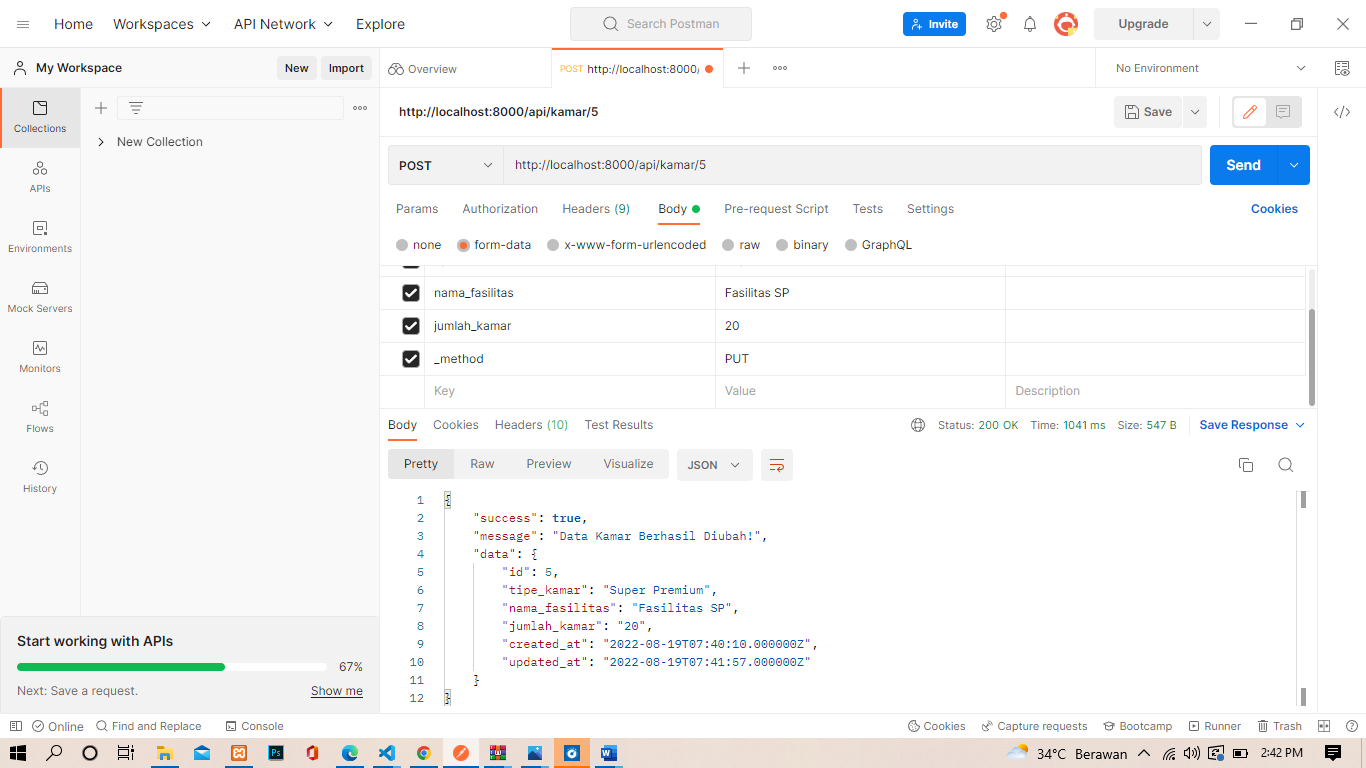 Home Workspaces API Network Explore Search Postman Invite Upgrade
My Workspace New Import Overview POST http://localhost:8000/ No Environment
Collections
New Collection
APIs
Environments
Mock Servers
Monitors
Flows
History
http://localhost:8000/api/kamar/5 Save
POST http://localhost:8000/api/kamar/5 Send
Params Authorization Headers (9) Body Pre-request Script Tests Settings Cookies
none form-data x-www-form-urlencoded raw binary GraphQL
nama_fasilitas Fasilitas SP
jumlah_kamar 20
_method PUT
Key Value Description
Body Cookies Headers (10) Test Results Status: 200 OK Time: 1041 ms Size: 547 B Save Response
Pretty Raw Preview Visualize JSON
1 {
2 "success": true,
3 "message": "Data Kamar Berhasil Diubah!",
4 "data": {
5 "id": 5,
6 "tipe_kamar": "Super Premium",
7 "nama_fasilitas": "Fasilitas SP",
8 "jumlah_kamar": "20",
9 "created_at": "2022-08-19T07:40:10.000000Z",
10 "updated_at": "2022-08-19T07:41:57.000000Z"
11 }
12 }
Start working with APIs
67%
Next: Save a request. Show me
Online Find and Replace Console Cookies Capture requests Bootcamp Runner Trash
Ps W 34°C Berawan 2:42 PM